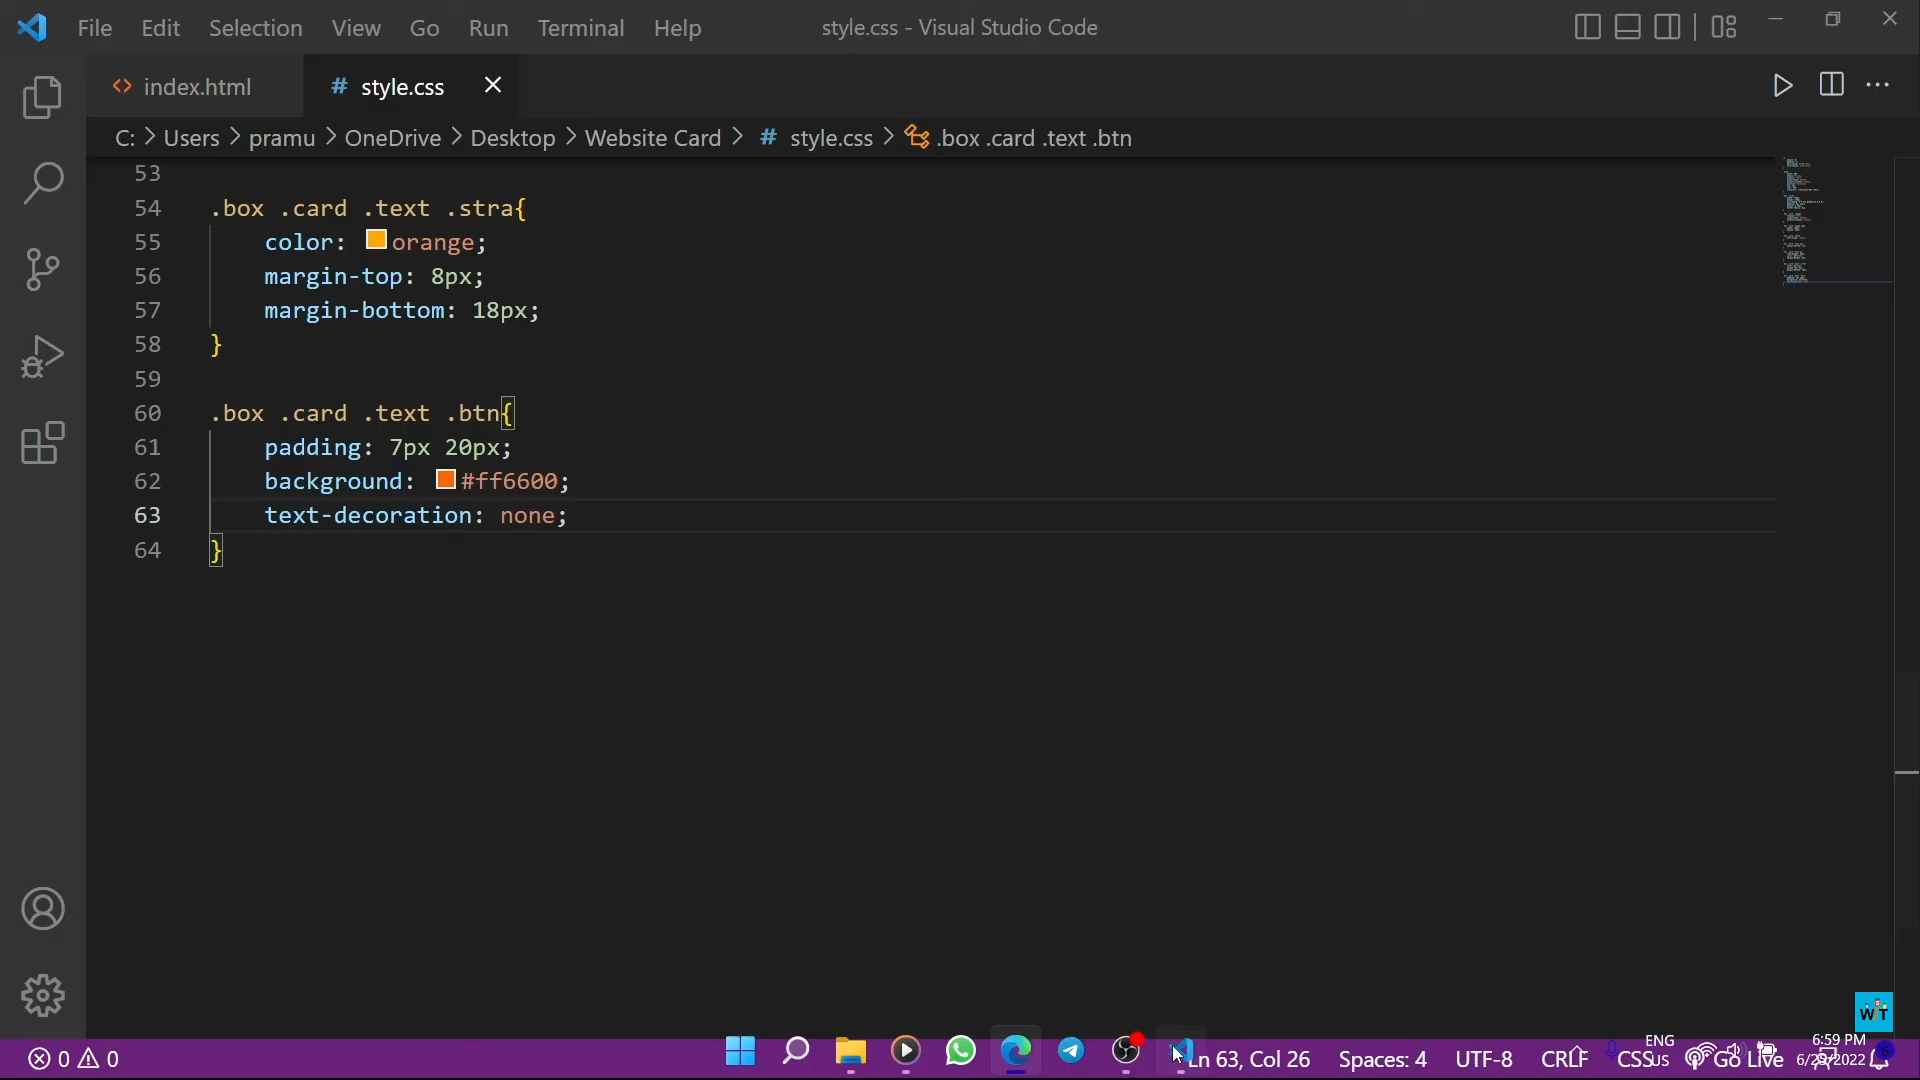 File Edit Selection View Go Run Terminal Help style.css - Visual Studio Code
index.html # style.css
C: > Users > pramu > OneDrive > Desktop > Website Card > # style.css > .box .card .text .btn
53
54 .box .card .text .stra{
55 color: orange;
56 margin-top: 8px;
57 margin-bottom: 18px;
58 }
59
60 .box .card .text .btn{
61 padding: 7px 20px;
62 background: #ff6600;
63 text-decoration: none;
64 }
WT
0 0 Ln 63, Col 26 Spaces: 4 UTF-8 CRLF CSS Go Live
ENG
US
6:59 PM